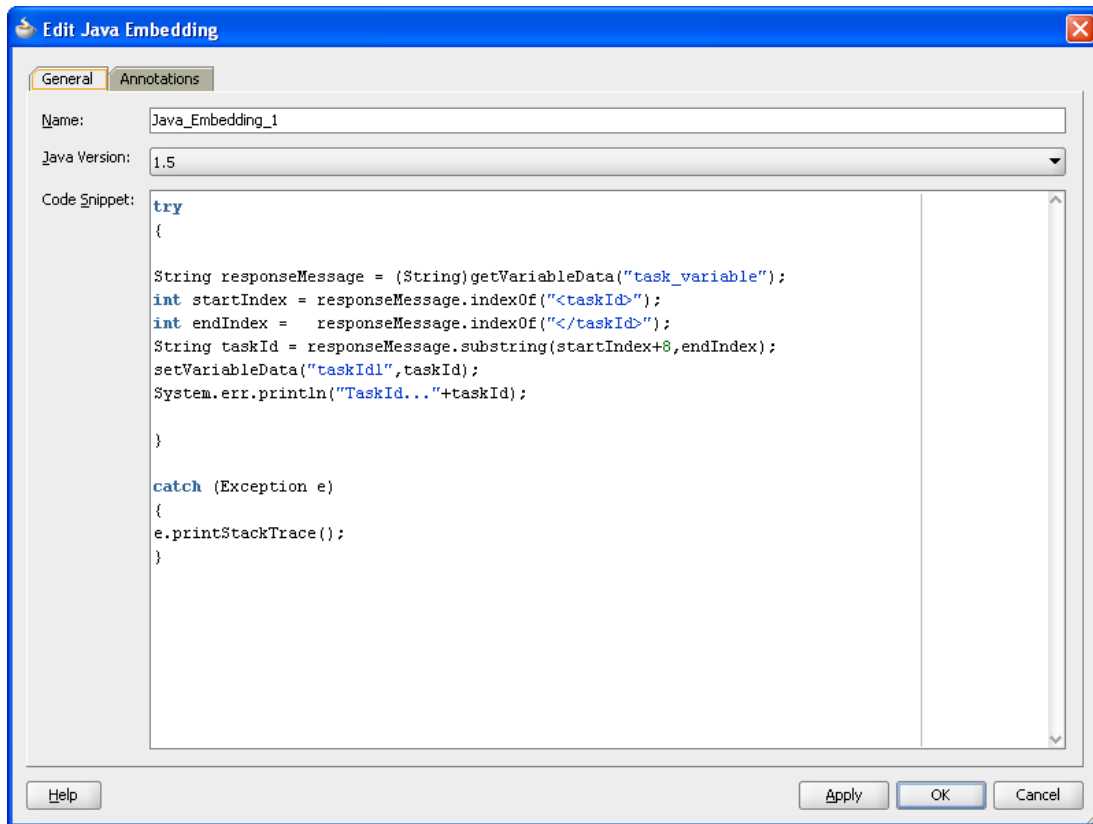 Edit Java Embedding
General Annotations
Name: Java_Embedding_1
Java Version: 1.5
Code Snippet:
try
{
String responseMessage = (String)getVariableData("task_variable");
int startIndex = responseMessage.indexOf("<taskId>");
int endIndex =   responseMessage.indexOf("</taskId>");
String taskId = responseMessage.substring(startIndex+8,endIndex);
setVariableData("taskId1",taskId);
System.err.println("TaskId..."+taskId);
}
catch (Exception e)
{
e.printStackTrace();
}
Help Apply OK Cancel